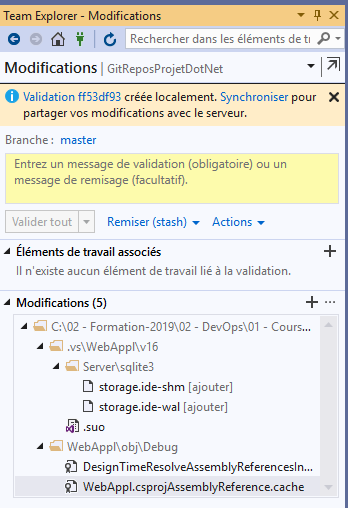 Team Explorer - Modifications
Rechercher dans les éléments de t
Modifications | GitReposProjetDotNet
Validation ff53df93 créée localement. Synchroniser pour
partager vos modifications avec le serveur.
Branche : master
Entrez un message de validation (obligatoire) ou un
message de remisage (facultatif).
Valider tout Remiser (stash) Actions
Éléments de travail associés
Il n'existe aucun élément de travail lié à la validation.
Modifications (5)
C:\02 - Formation-2019\02 - DevOps\01 - Cours...
.vs\WebAppl\v16
Server\sqlite3
storage.ide-shm [ajouter]
storage.ide-wal [ajouter]
.suo
WebAppl\obj\Debug
DesignTimeResolveAssemblyReferencesIn...
WebAppl.csprojAssemblyReference.cache